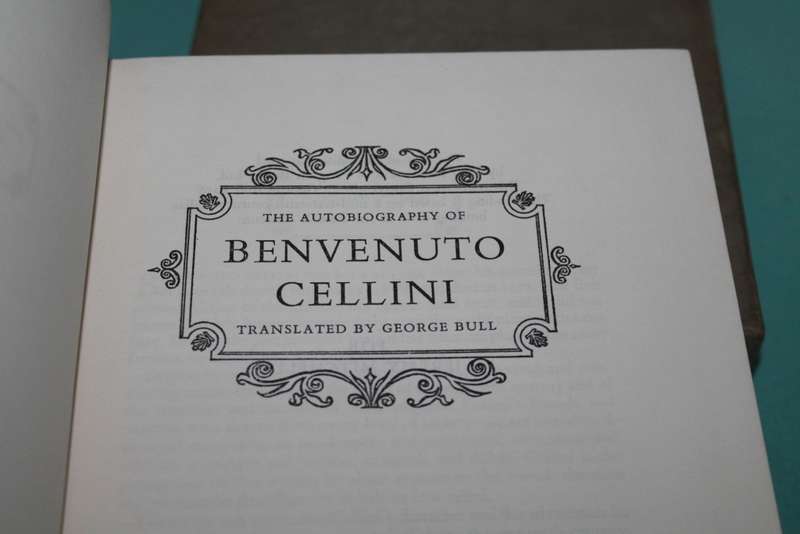 THE AUTOBIOGRAPHY OF
BENVENUTO
CELLINI
TRANSLATED BY GEORGE BULL